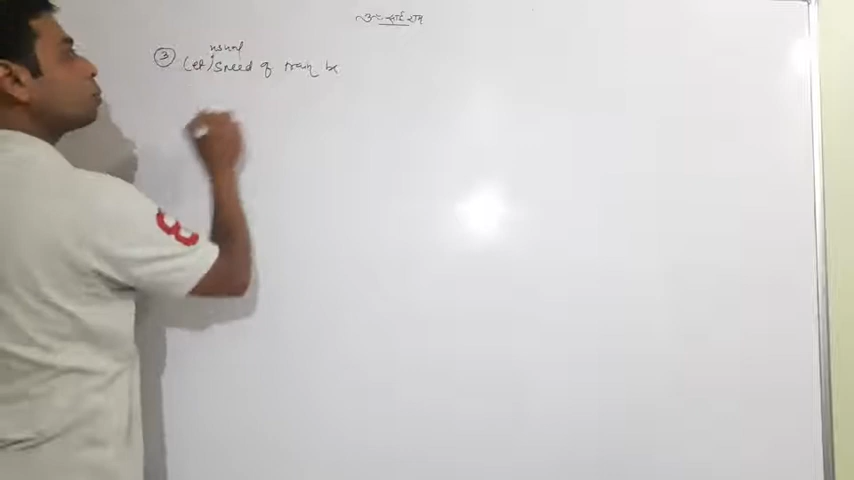 ॐ साई राम
usual
③ Let speed of train be